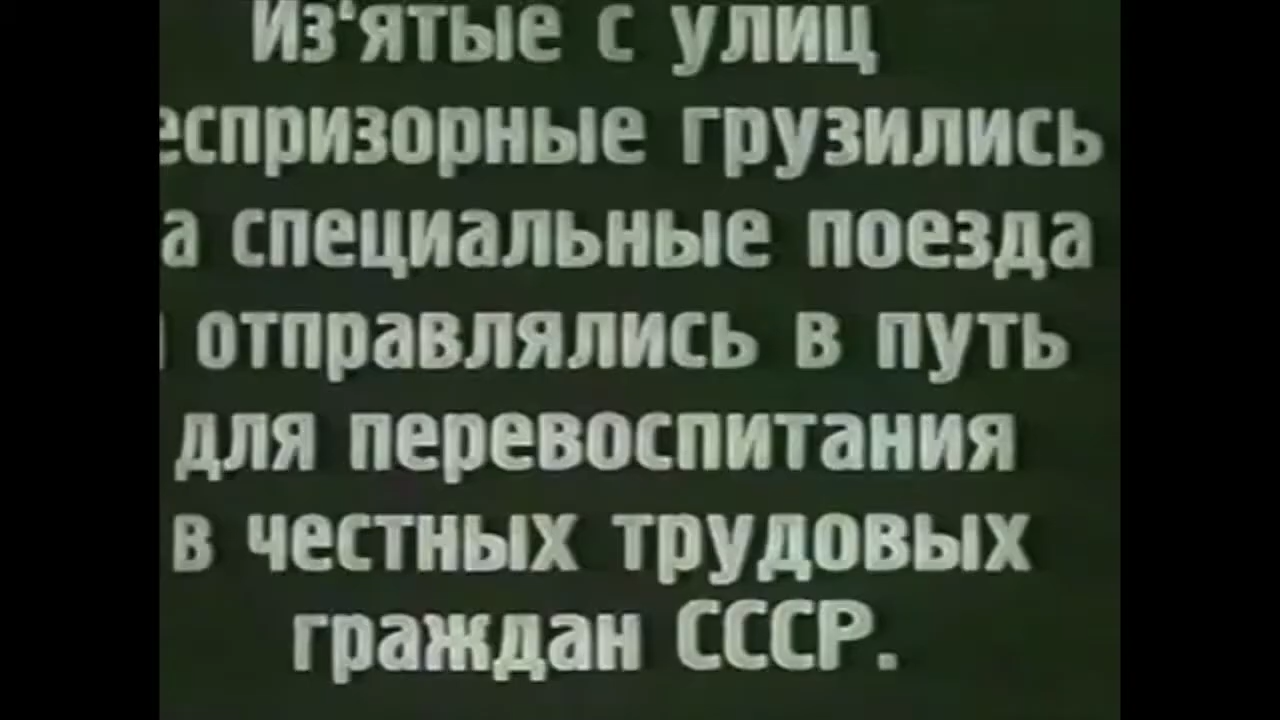 Из‘ятые с улиц
еспризорные грузились
а специальные поезда
отправлялись в путь
для перевоспитания
в честных трудовых
граждан СССР.